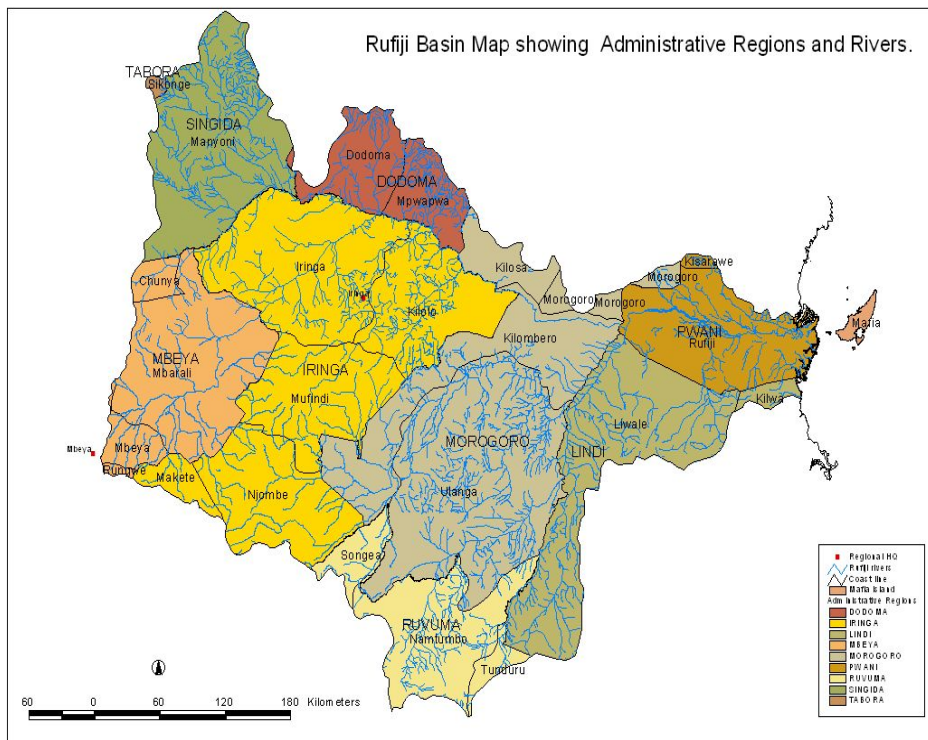 Rufiji Basin Map showing Administrative Regions and Rivers.
TABORA
Sikonge
SINGIDA
Manyoni
Dodoma
DODOMA
Mpwapwa
Kilosa
Kisarawe
Morogoro
Morogoro
Morogoro
Chunya
Iringa
Kilolo
Mafia
PWANI
Rufiji
Kilombero
MBEYA
Mbarali
IRINGA
Mufindi
Kilwa
Liwale
MOROGORO
LINDI
Mbeya
Mbeya
Rungwe
Makete
Njombe
Ulanga
Songea
RUVUMA
Namtumbo
Tunduru
Regional HQ
Rufiji rivers
Coast line
Mafia Island
Administrative Regions
DODOMA
IRINGA
LINDI
MBEYA
MOROGORO
PWANI
RUVUMA
SINGIDA
TABORA
60 0 60 120 180 Kilometers